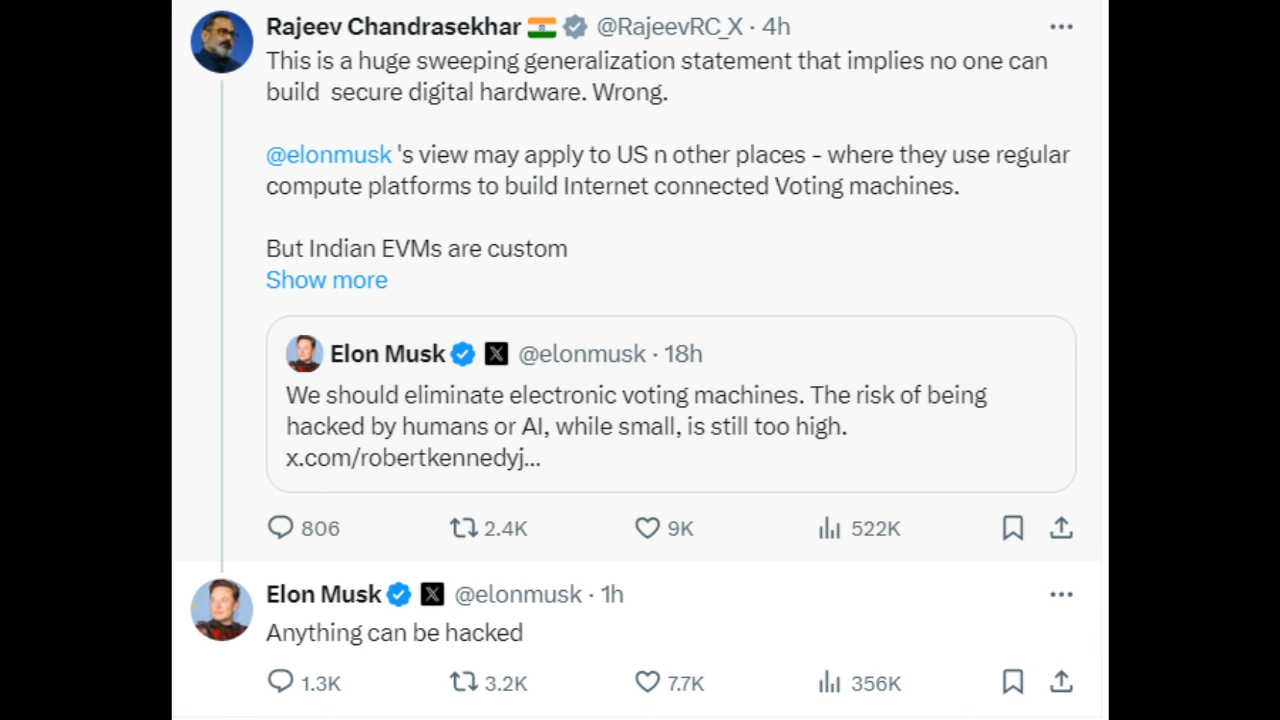 Rajeev Chandrasekhar 🇮🇳 @RajeevRC_X · 4h
This is a huge sweeping generalization statement that implies no one can
build  secure digital hardware. Wrong.
@elonmusk 's view may apply to US n other places - where they use regular
compute platforms to build Internet connected Voting machines.
But Indian EVMs are custom
Show more
Elon Musk X @elonmusk · 18h
We should eliminate electronic voting machines. The risk of being
hacked by humans or AI, while small, is still too high.
x.com/robertkennedyj...
806 2.4K 9K 522K
Elon Musk X @elonmusk · 1h
Anything can be hacked
1.3K 3.2K 7.7K 356K